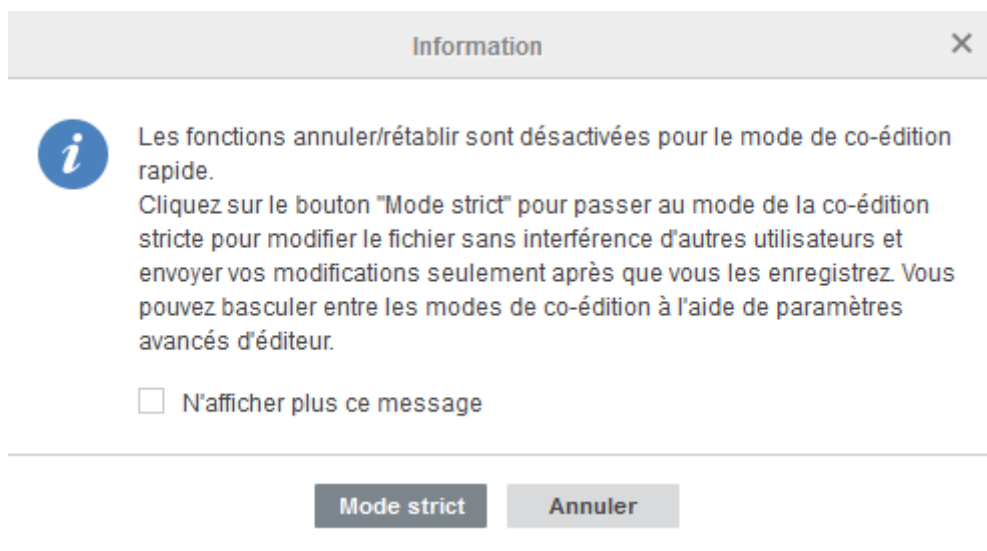 Information
Les fonctions annuler/rétablir sont désactivées pour le mode de co-édition
rapide.
Cliquez sur le bouton "Mode strict" pour passer au mode de la co-édition
stricte pour modifier le fichier sans interférence d'autres utilisateurs et
envoyer vos modifications seulement après que vous les enregistrez. Vous
pouvez basculer entre les modes de co-édition à l'aide de paramètres
avancés d'éditeur.
N'afficher plus ce message
Mode strict Annuler